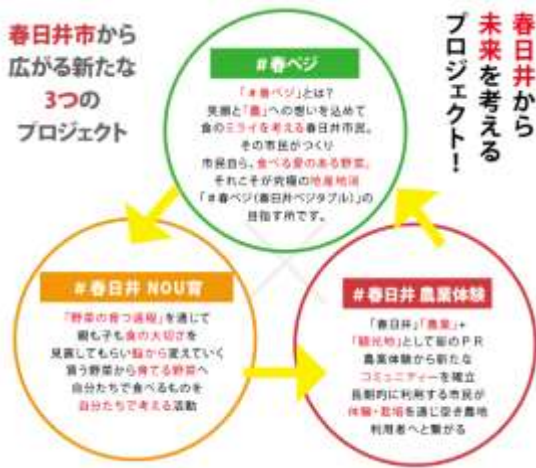 春日井市から
広がる新たな
3つの
プロジェクト
春日井から
未来を考える
プロジェクト!
#春ベジ
「#春ベジ」とは?
笑顔と「農」への想いを込めて
食のミライを考える春日井市民。
その市民がつくり
市民自ら、食べる愛のある野菜。
それこそが究極の地産地消
「#春ベジ(春日井ベジタブル)」の
目指す所です。
#春日井 NOU育
「野菜の育つ過程」を通じて
親も子も食の大切さを
見直してもらい脳から変えていく
買う野菜から育てる野菜へ
自分たちで食べるものを
自分たちで考える活動
#春日井 農業体験
「春日井」「農業」+
「観光地」として街のPR
農業体験から新たな
コミュニティーを確立
長期的に利用する市民が
体験・栽培を通じ空き農地
利用者へと繋がる